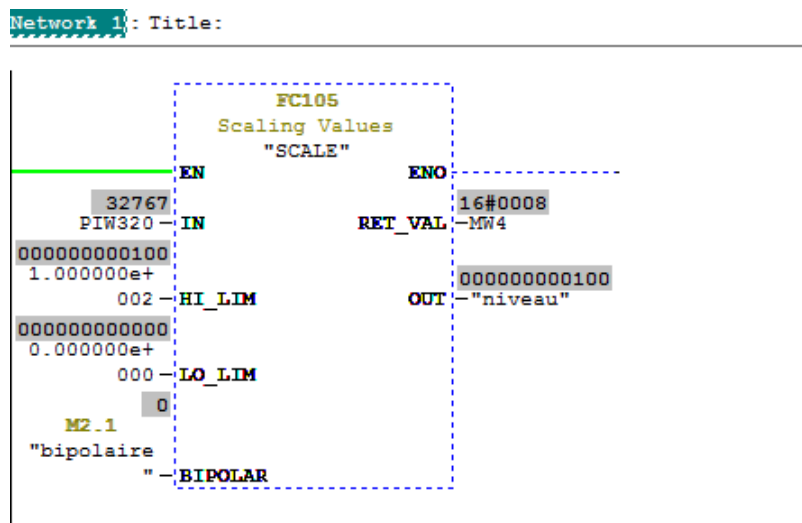 Network 1: Title:
FC105
Scaling Values
"SCALE"
EN ENO
32767 16#0008
PIW320 IN RET_VAL MW4
000000000100
1.000000e+ 000000000100
002 HI_LIM OUT "niveau"
000000000000
0.000000e+
000 LO_LIM
0
M2.1
"bipolaire
" BIPOLAR